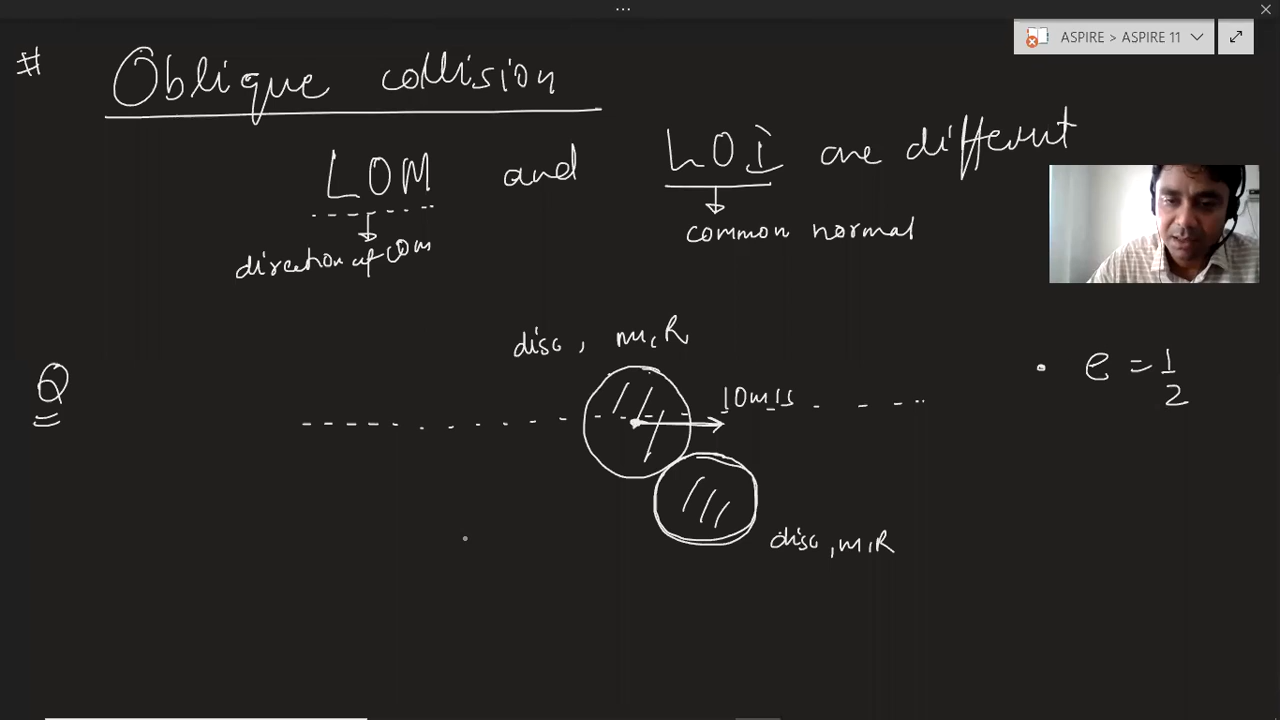 ASPIRE > ASPIRE 11
# Oblique collision
LOM and LOI are different
direction of COM
common normal
disc, m,R
Q
10m/s
e = 1/2
disc, m,R